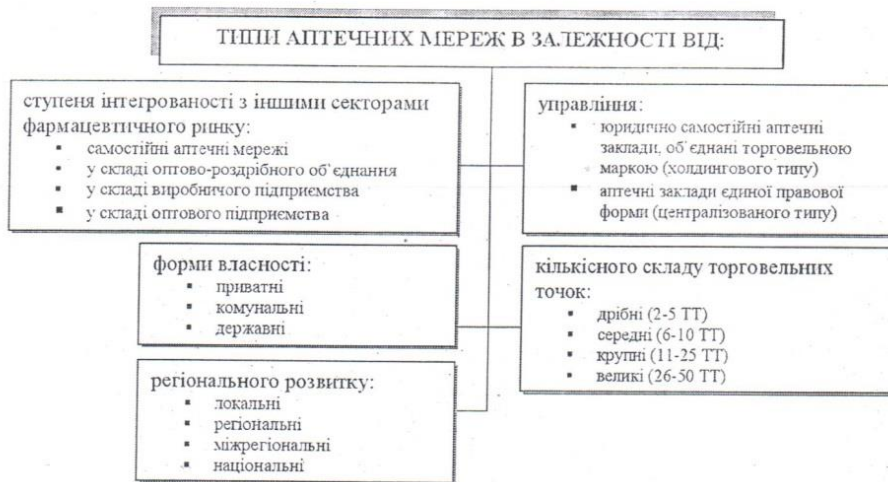 ТИПИ АПТЕЧНИХ МЕРЕЖ В ЗАЛЕЖНОСТІ ВІД:
ступеня інтегрованості з іншими секторами
фармацевтичного ринку:
▪ самостійні аптечні мережі
▪ у складі оптово-роздрібного об'єднання
▪ у складі виробничого підприємства
▪ у складі оптового підприємства
управління:
▪ юридично самостійні аптечні
заклади, об'єднані торговельною
маркою (холдингового типу)
▪ аптечні заклади єдиної правової
форми (централізованого типу)
форми власності:
▪ приватні
▪ комунальні
▪ державні
кількісного складу торговельних
точок:
▪ дрібні (2-5 ТТ)
▪ середні (6-10 ТТ)
▪ крупні (11-25 ТТ)
▪ великі (26-50 ТТ)
регіонального розвитку:
▪ локальні
▪ регіональні
▪ міжрегіональні
▪ національні